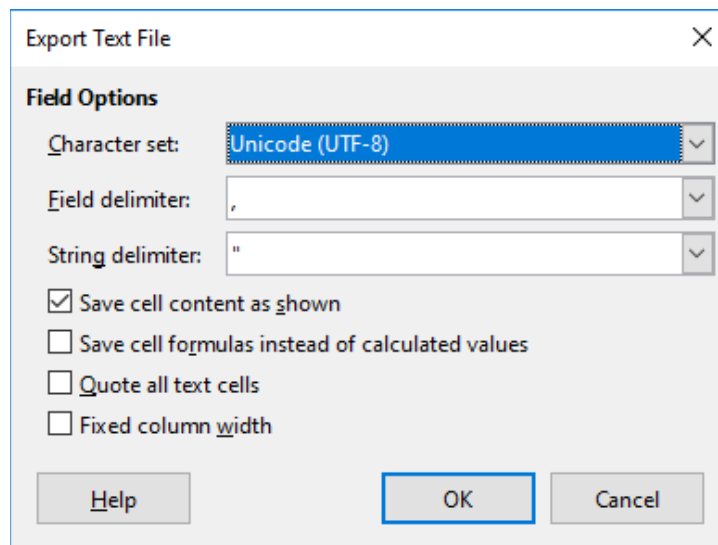 Export Text File
Field Options
Character set: Unicode (UTF-8)
Field delimiter: ,
String delimiter: "
Save cell content as shown
Save cell formulas instead of calculated values
Quote all text cells
Fixed column width
Help OK Cancel